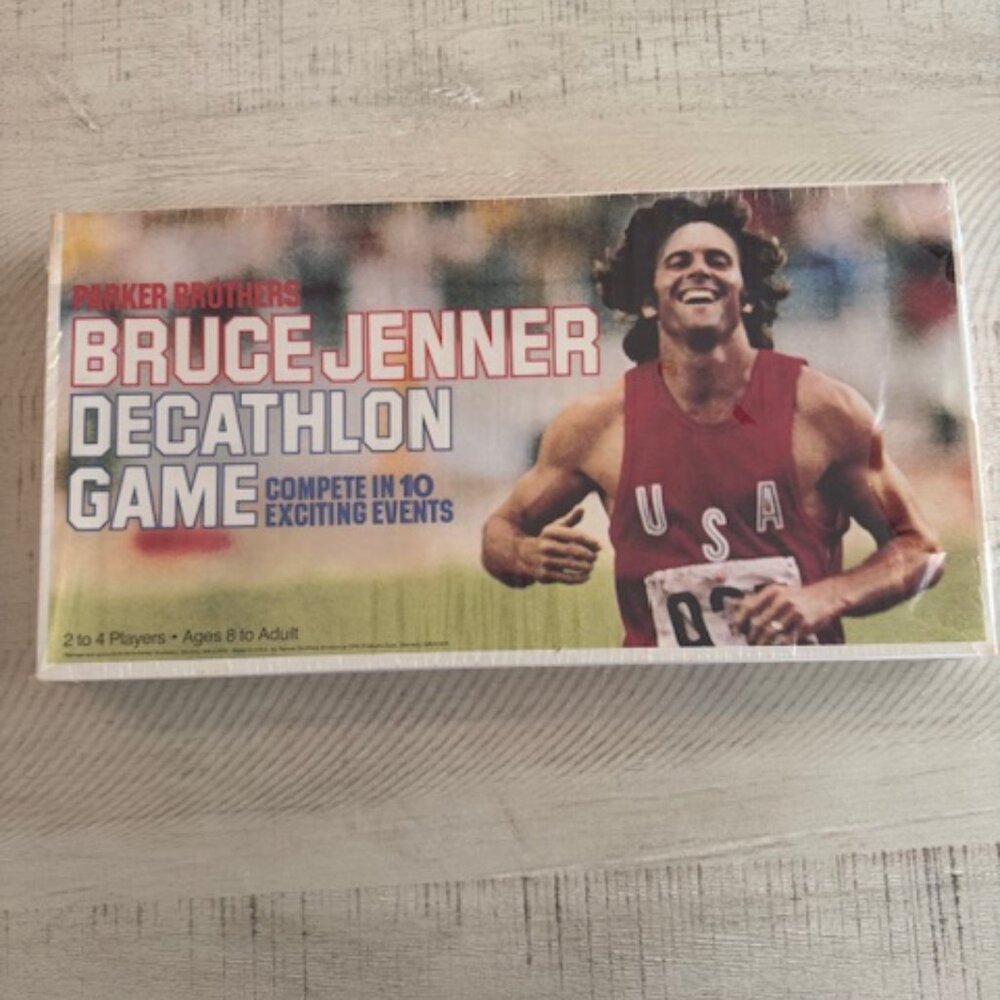 PARKER BROTHERS
BRUCE JENNER
DECATHLON
GAME
COMPETE IN 10
EXCITING EVENTS
USA
2 to 4 Players • Ages 8 to Adult